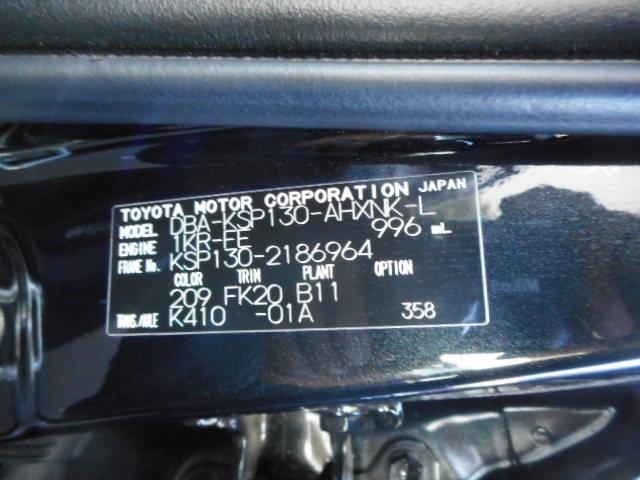 TOYOTA MOTOR CORPORATION JAPAN
MODEL DBA-KSP130-AHXNK-L
ENGINE 1KR-FE 996 mL
FRAME No. KSP130-2186964
COLOR TRIM PLANT OPTION
209 FK20 B11
TRANS./AXLE K410 -01A 358